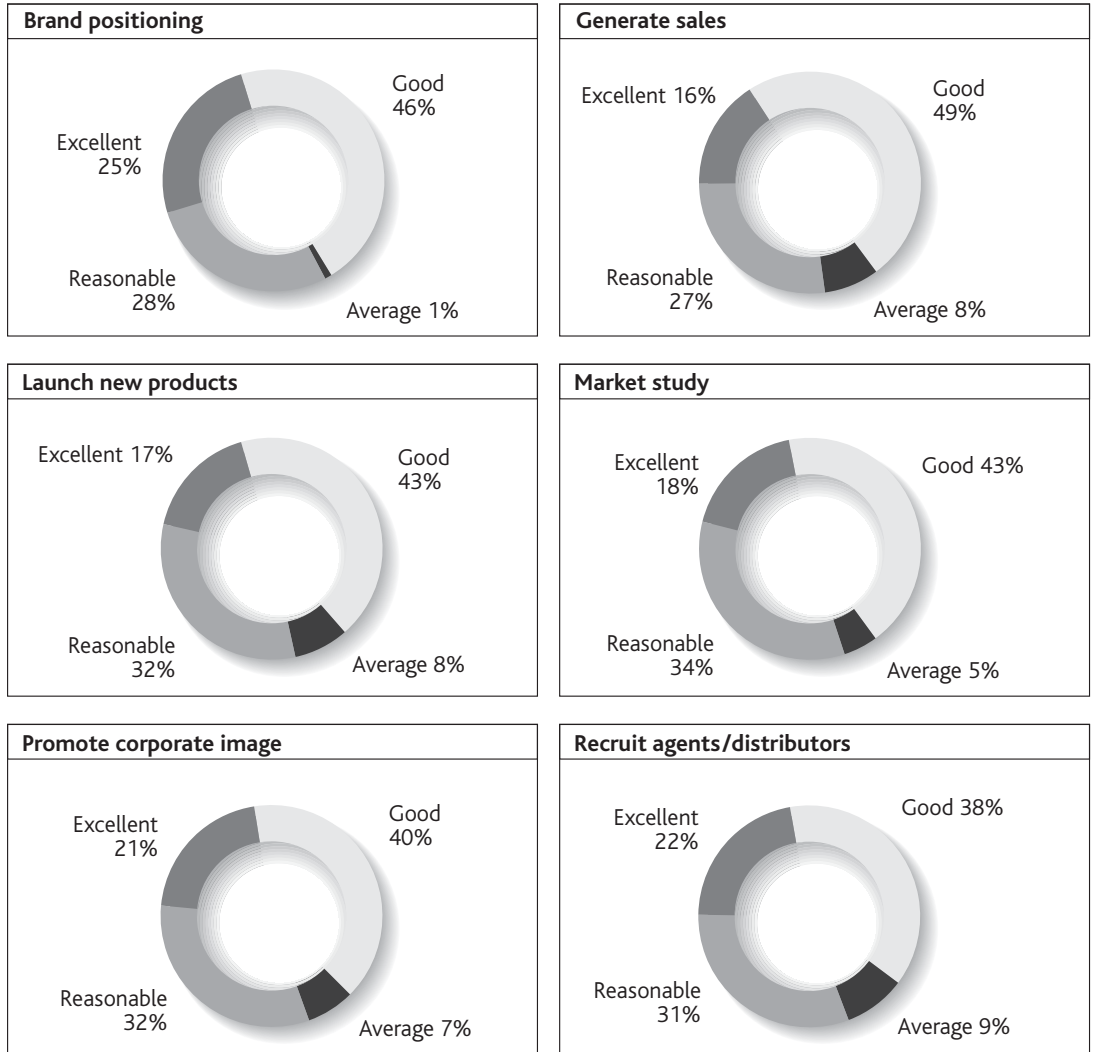 Brand positioning
Good
46%
Excellent
25%
Reasonable
28%
Average 1%
Generate sales
Excellent 16%
Good
49%
Reasonable
27%
Average 8%
Launch new products
Excellent 17%
Good
43%
Reasonable
32%
Average 8%
Market study
Excellent
18%
Good 43%
Reasonable
34%
Average 5%
Promote corporate image
Excellent
21%
Good
40%
Reasonable
32%
Average 7%
Recruit agents/distributors
Excellent
22%
Good 38%
Reasonable
31%
Average 9%